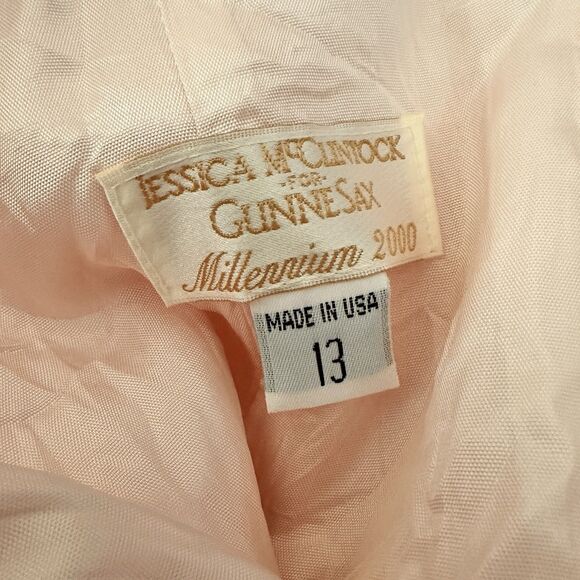 JESSICA McCLINTOCK
-FOR-
GUNNE SAX
Millennium 2000
MADE IN USA
13